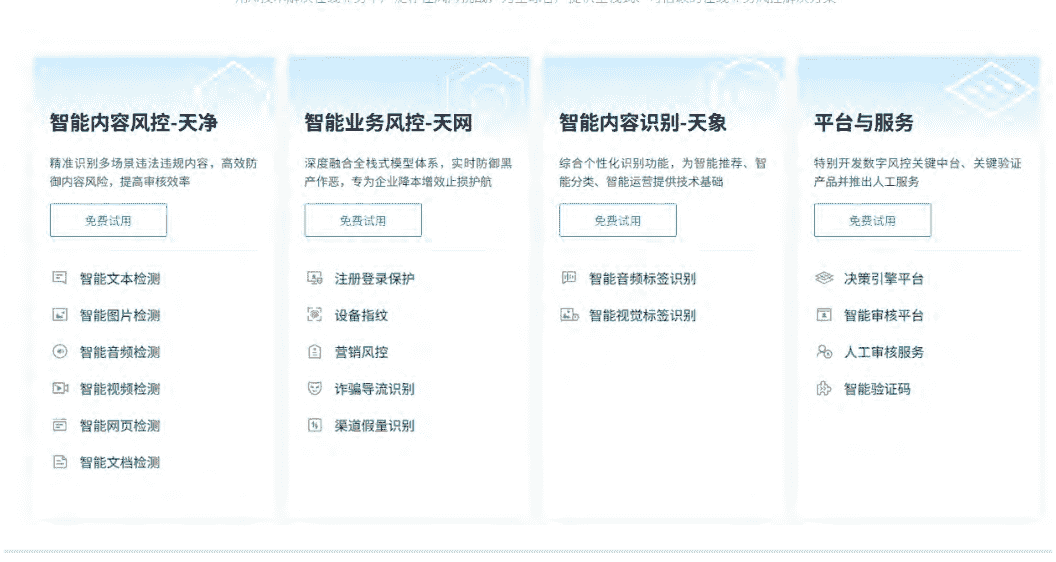 智能内容风控-天净
精准识别多场景违法违规内容，高效防
御内容风险，提高审核效率
免费试用
智能文本检测
智能图片检测
智能音频检测
智能视频检测
智能网页检测
智能文档检测
智能业务风控-天网
深度融合全栈式模型体系，实时防御黑
产作恶，专为企业降本增效止损护航
免费试用
注册登录保护
设备指纹
营销风控
诈骗导流识别
渠道假量识别
智能内容识别-天象
综合个性化识别功能，为智能推荐、智
能分类、智能运营提供技术基础
免费试用
智能音频标签识别
智能视觉标签识别
平台与服务
特别开发数字风控关键中台、关键验证
产品并推出人工服务
免费试用
决策引擎平台
智能审核平台
人工审核服务
智能验证码